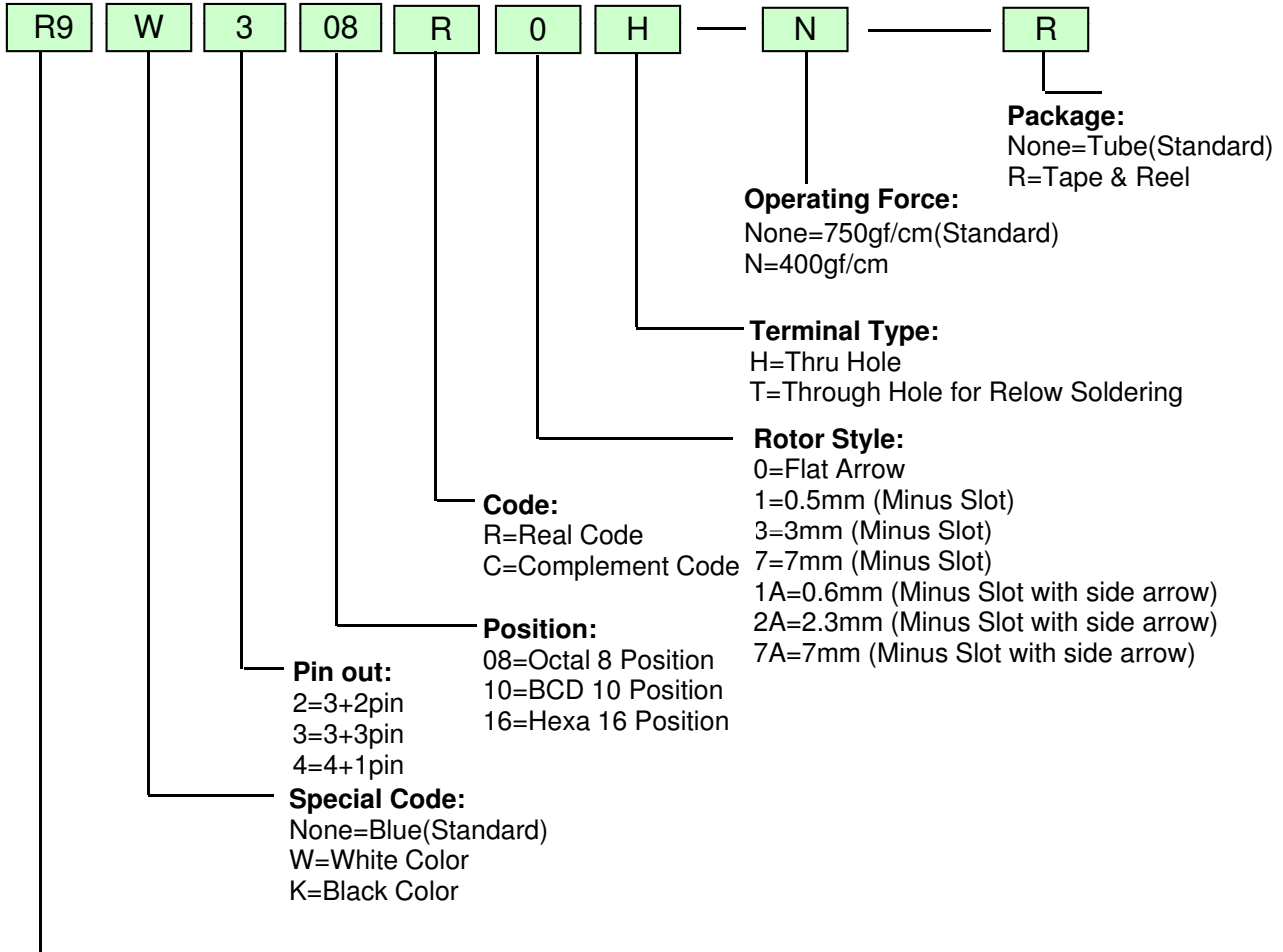 R9 W 3 08 R 0 H N R
Package:
None=Tube(Standard)
R=Tape & Reel
Operating Force:
None=750gf/cm(Standard)
N=400gf/cm
Terminal Type:
H=Thru Hole
T=Through Hole for Relow Soldering
Rotor Style:
0=Flat Arrow
1=0.5mm (Minus Slot)
3=3mm (Minus Slot)
7=7mm (Minus Slot)
1A=0.6mm (Minus Slot with side arrow)
2A=2.3mm (Minus Slot with side arrow)
7A=7mm (Minus Slot with side arrow)
Code:
R=Real Code
C=Complement Code
Position:
08=Octal 8 Position
10=BCD 10 Position
16=Hexa 16 Position
Pin out:
2=3+2pin
3=3+3pin
4=4+1pin
Special Code:
None=Blue(Standard)
W=White Color
K=Black Color